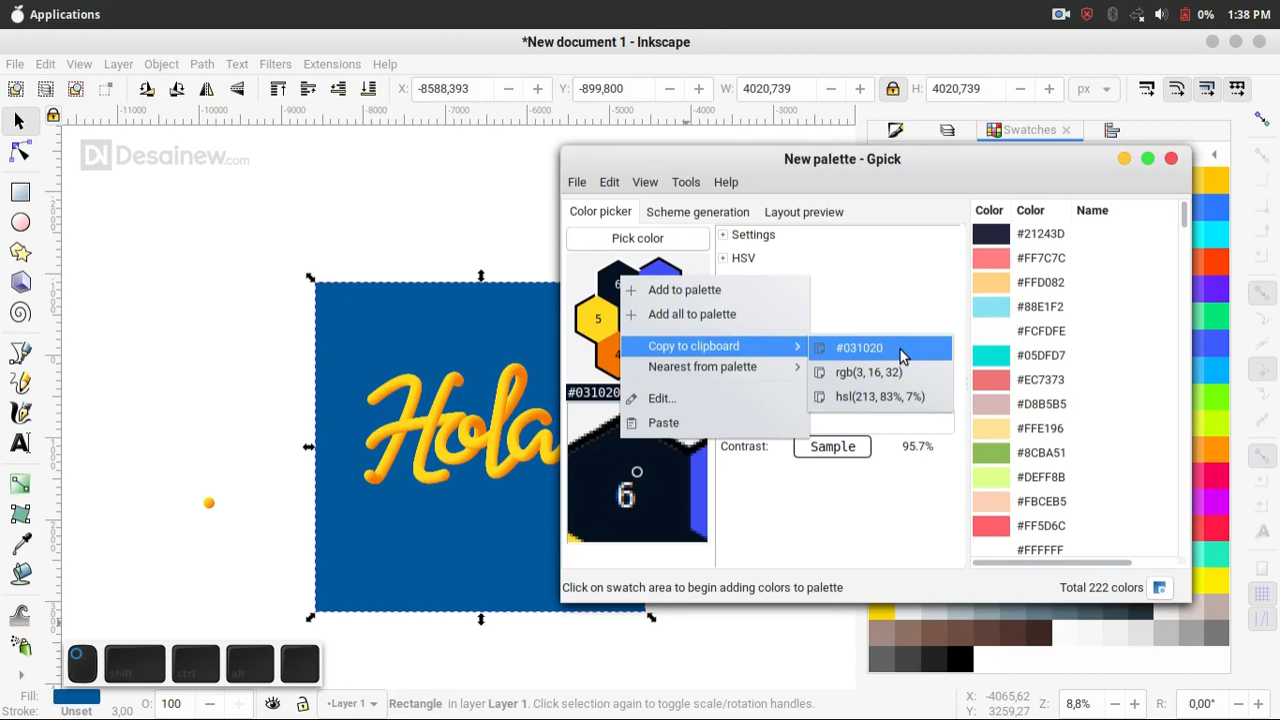 Applications
0%
1:38 PM
*New document 1 - Inkscape
File Edit View Layer Object Path Text Filters Extensions Help
X: -8588,393 Y: -899,800 W: 4020,739 H: 4020,739 px
-11000 -10000 -9000 -8000 -7000 -6000 -5000 -4000 -3000
Desainew.com
Swatches
New palette - Gpick
File Edit View Tools Help
Color picker Scheme generation Layout preview
Color Color Name
Pick color
Settings
HSV
#21243D
#FF7C7C
#FFD082
#88E1F2
#FCFDFE
#05DFD7
#EC7373
#D8B5B5
#FFE196
#8CBA51
#DEFF8B
#FBCEB5
#FF5D6C
#FFFFFF
5
Add to palette
Add all to palette
Copy to clipboard
Nearest from palette
Edit...
Paste
#031020
rgb(3, 16, 32)
hsl(213, 83%, 7%)
#031020
6
Contrast: Sample 95.7%
Click on swatch area to begin adding colors to palette
Total 222 colors
Hola
shift ctrl alt
Fill:
Stroke: Unset 3,00
O: 100
•Layer 1
Rectangle in layer Layer 1. Click selection again to toggle scale/rotation handles.
X: -4065,62
Y: 3259,27
Z: 8,8%
R: 0,00°